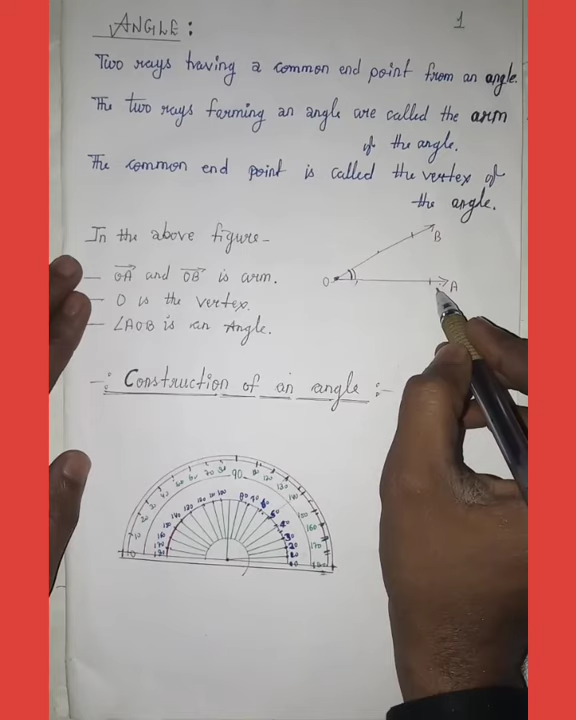 ANGLE: 1
Two rays having a common end point from an angle.
The two rays farming an angle are called the arm
of the angle.
The common end point is called the vertex of
the angle.
In the above figure-
— OA and OB is arm.
— O is the vertex.
— ∠AOB is an Angle.
B
O
A
-: Construction of an angle :-
90